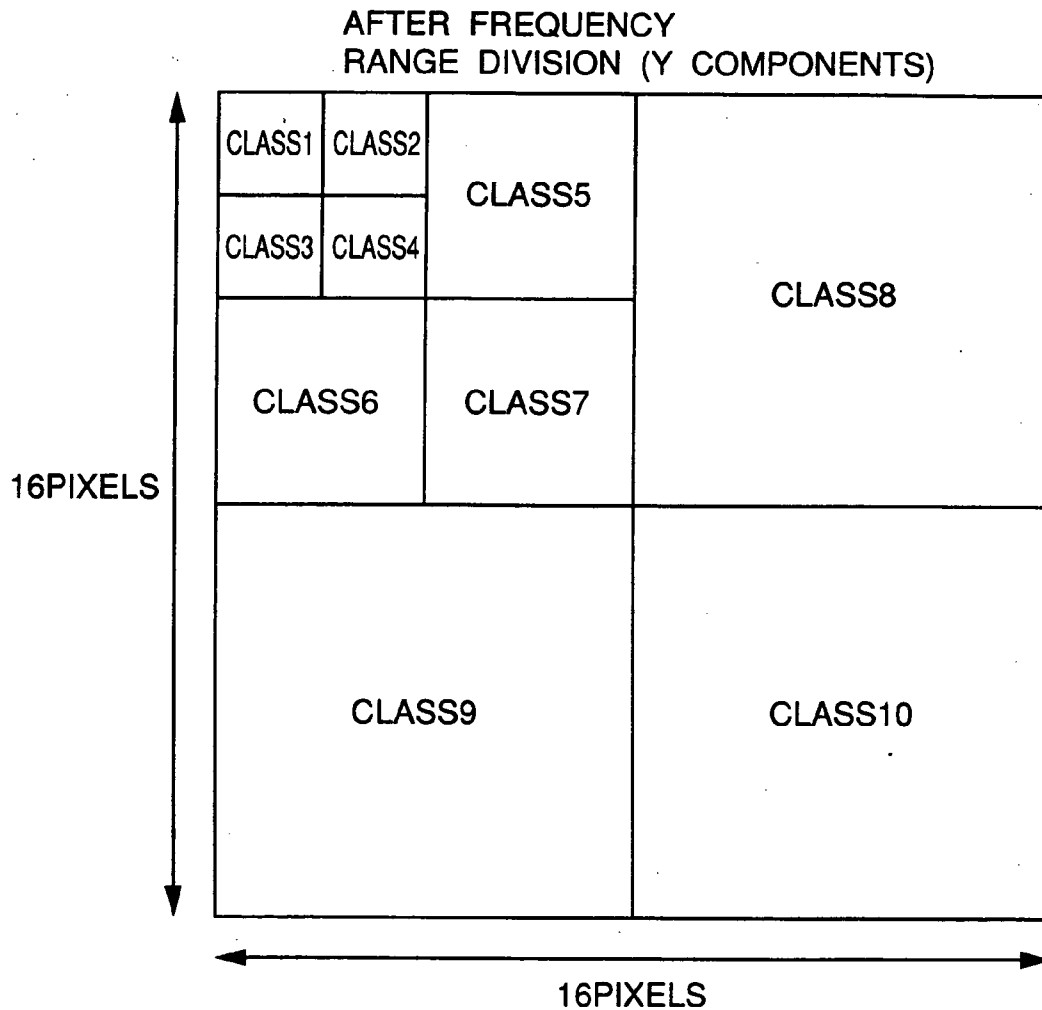 AFTER FREQUENCY
RANGE DIVISION (Y COMPONENTS)
CLASS1
CLASS2
CLASS5
CLASS3
CLASS4
CLASS8
CLASS6
CLASS7
16PIXELS
CLASS9
CLASS10
16PIXELS